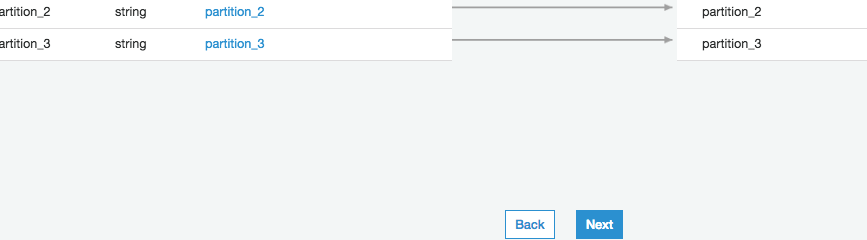 artition_2 string partition_2 partition_2
artition_3 string partition_3 partition_3
Back Next